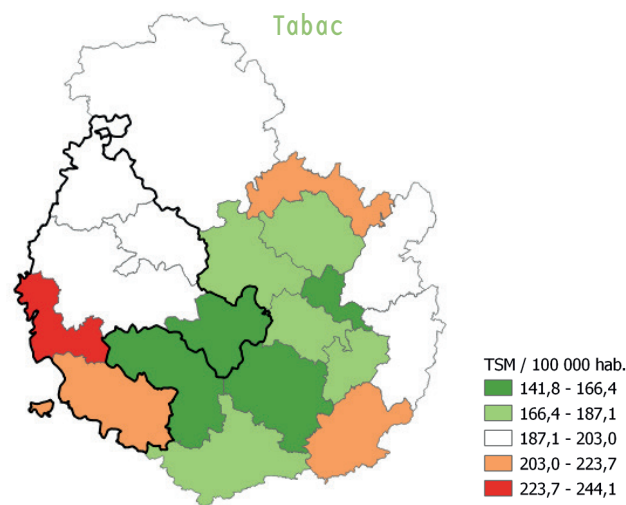 Tabac
TSM / 100 000 hab.
141,8 - 166,4
166,4 - 187,1
187,1 - 203,0
203,0 - 223,7
223,7 - 244,1